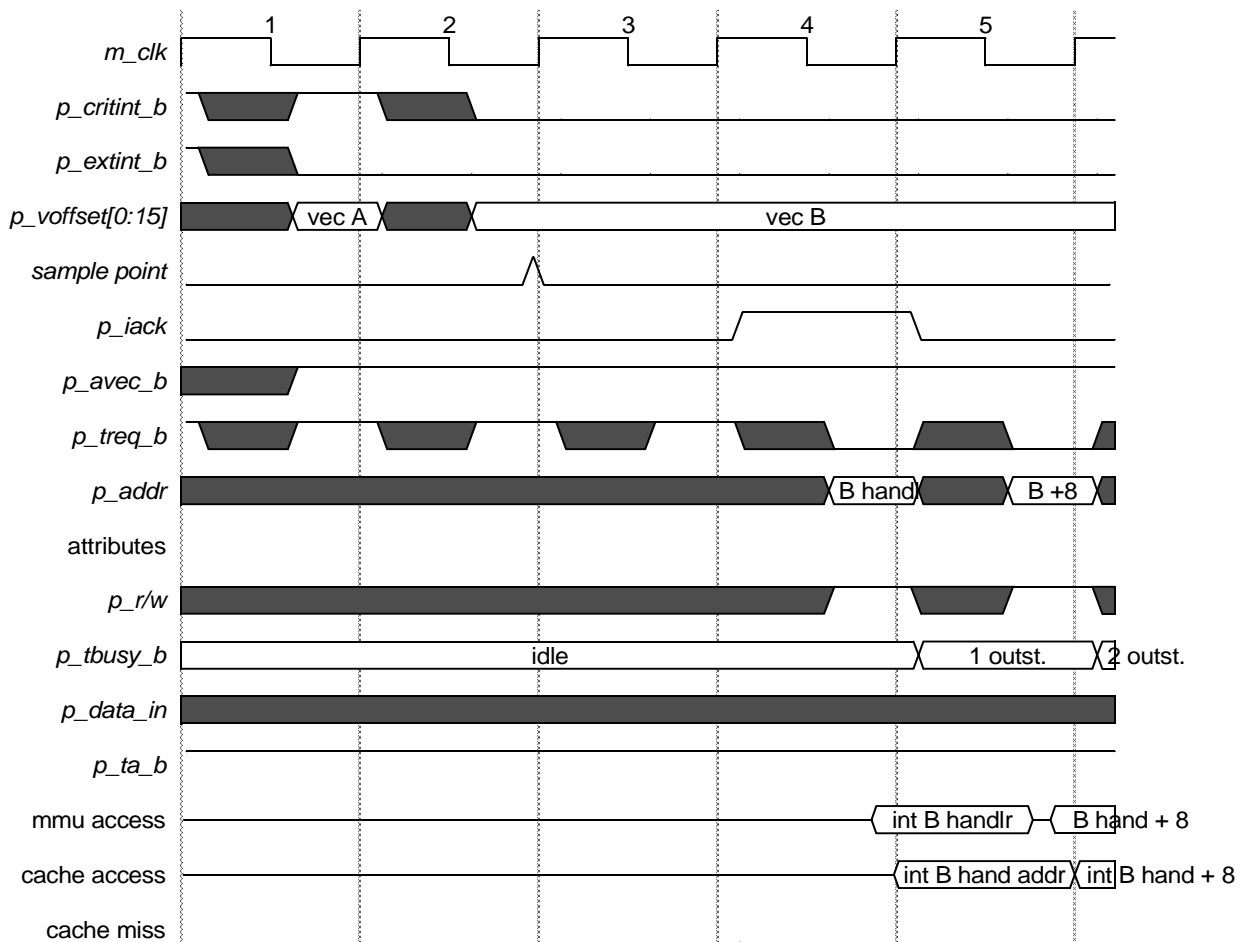 1 2 3 4 5
m_clk
p_critint_b
p_extint_b
p_voffset[0:15] vec A vec B
sample point
p_iack
p_avec_b
p_treq_b
p_addr B handl B +8
attributes
p_r/w
p_tbusy_b idle 1 outst. 2 outst.
p_data_in
p_ta_b
mmu access int B handlr B hand + 8
cache access int B hand addr int B hand + 8
cache miss